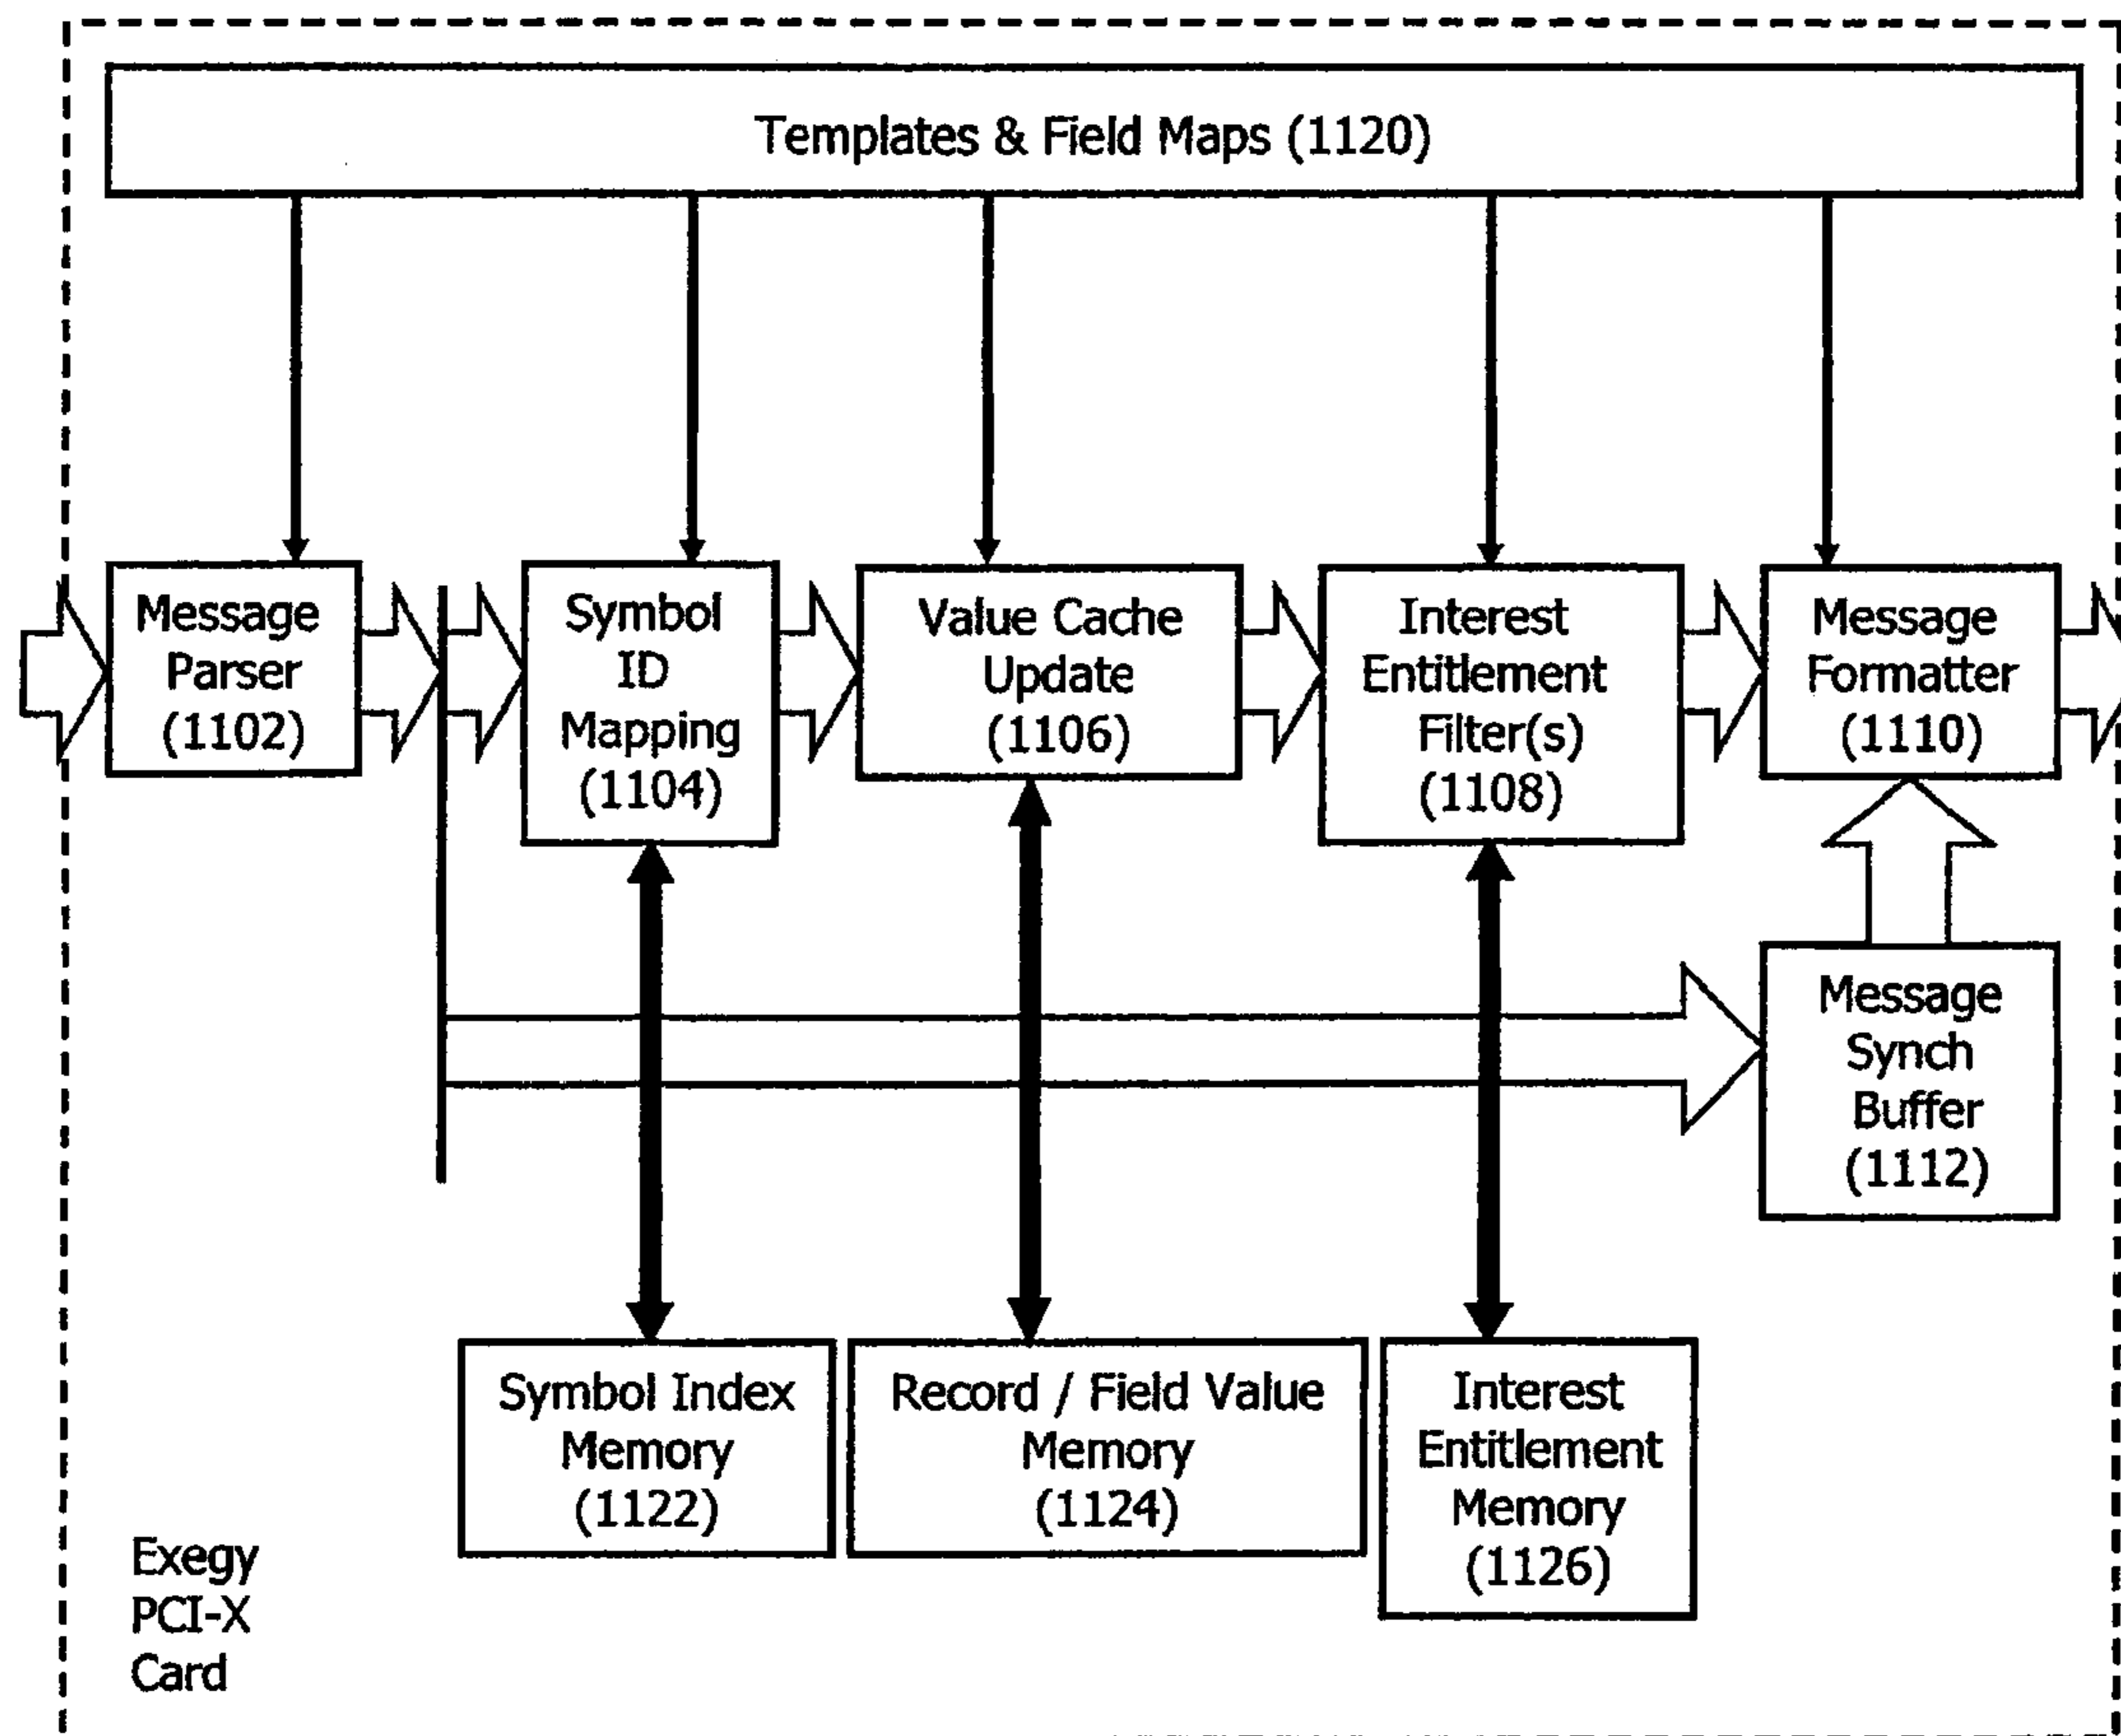 Templates & Field Maps (1120)
Message
Parser
(1102)
Symbol
ID
Mapping
(1104)
Value Cache
Update
(1106)
Interest
Entitlement
Filter(s)
(1108)
Message
Formatter
(1110)
Message
Synch
Buffer
(1112)
Symbol Index
Memory
(1122)
Record / Field Value
Memory
(1124)
Interest
Entitlement
Memory
(1126)
Exegy
PCI-X
Card